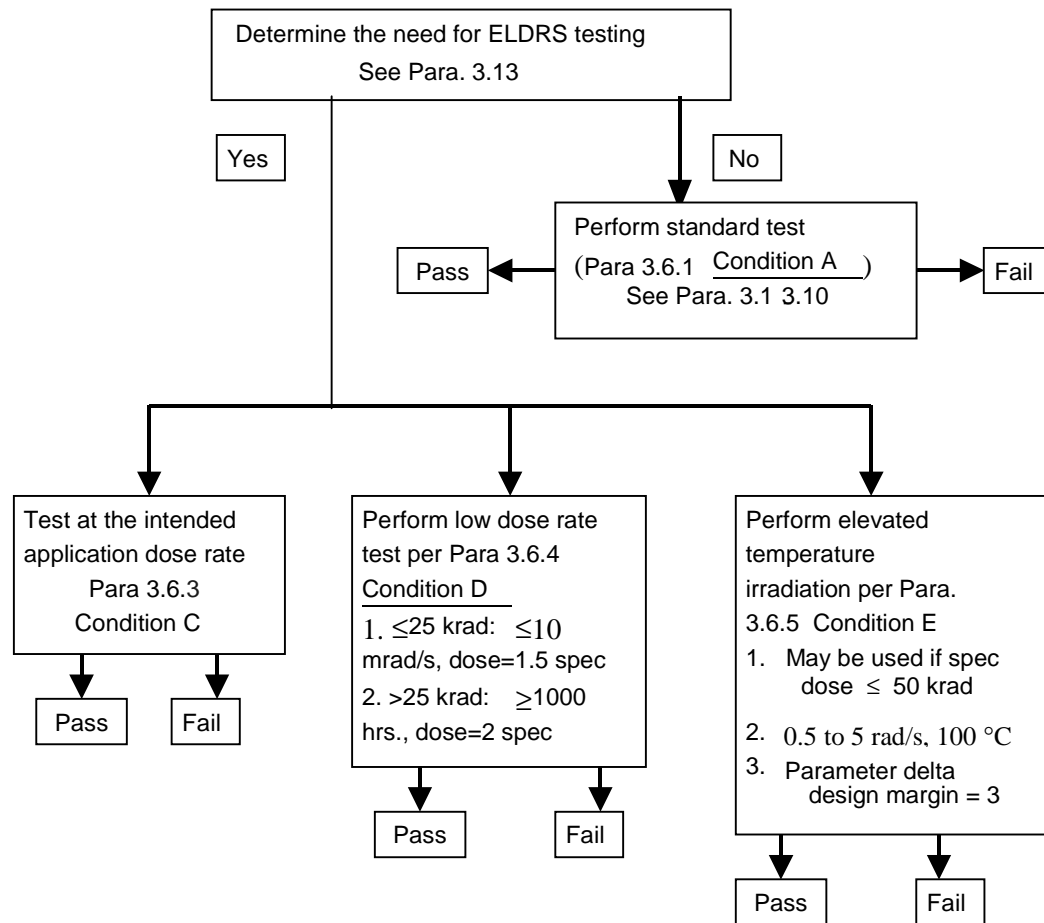 Determine the need for ELDRS testing
See Para. 3.13
Yes
No
Perform standard test
(Para 3.6.1 Condition A )
See Para. 3.1 3.10
Pass
Fail
Test at the intended
application dose rate
Para 3.6.3
Condition C
Pass
Fail
Perform low dose rate
test per Para 3.6.4
Condition D
1. ≤25 krad: ≤10
mrad/s, dose=1.5 spec
2. >25 krad: ≥1000
hrs., dose=2 spec
Pass
Fail
Perform elevated
temperature
irradiation per Para.
3.6.5 Condition E
1. May be used if spec
dose ≤ 50 krad
2. 0.5 to 5 rad/s, 100 °C
3. Parameter delta
design margin = 3
Pass
Fail